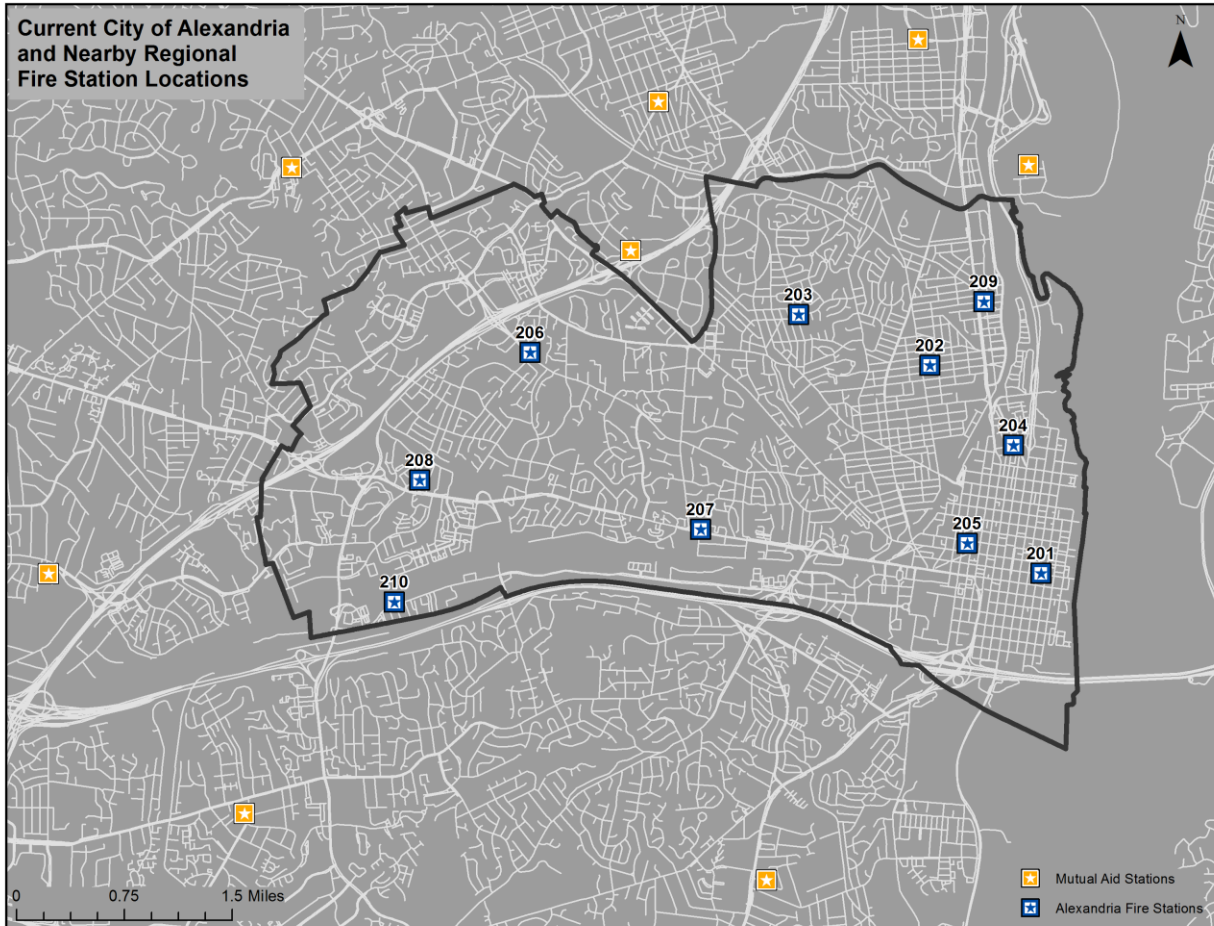 Current City of Alexandria
and Nearby Regional
Fire Station Locations
N
209
203
202
206
204
208
207
205
201
210
0 0.75 1.5 Miles
Mutual Aid Stations
Alexandria Fire Stations